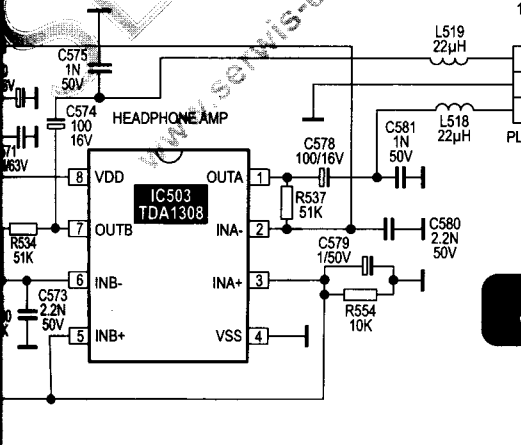 L519
22µH
C575
1N
50V
C574
100
16V
HEADPHONE AMP
www.serwis-
C578
100/16V
C581
1N
50V
L518
22µH
PL
/63V
8 VDD
OUTA 1
IC503
TDA1308
R537
51K
7 OUTB
INA- 2
R534
51K
C580
2.2N
50V
C579
1/50V
6 INB-
INA+ 3
C573
2.2N
50V
R554
10K
5 INB+
VSS 4